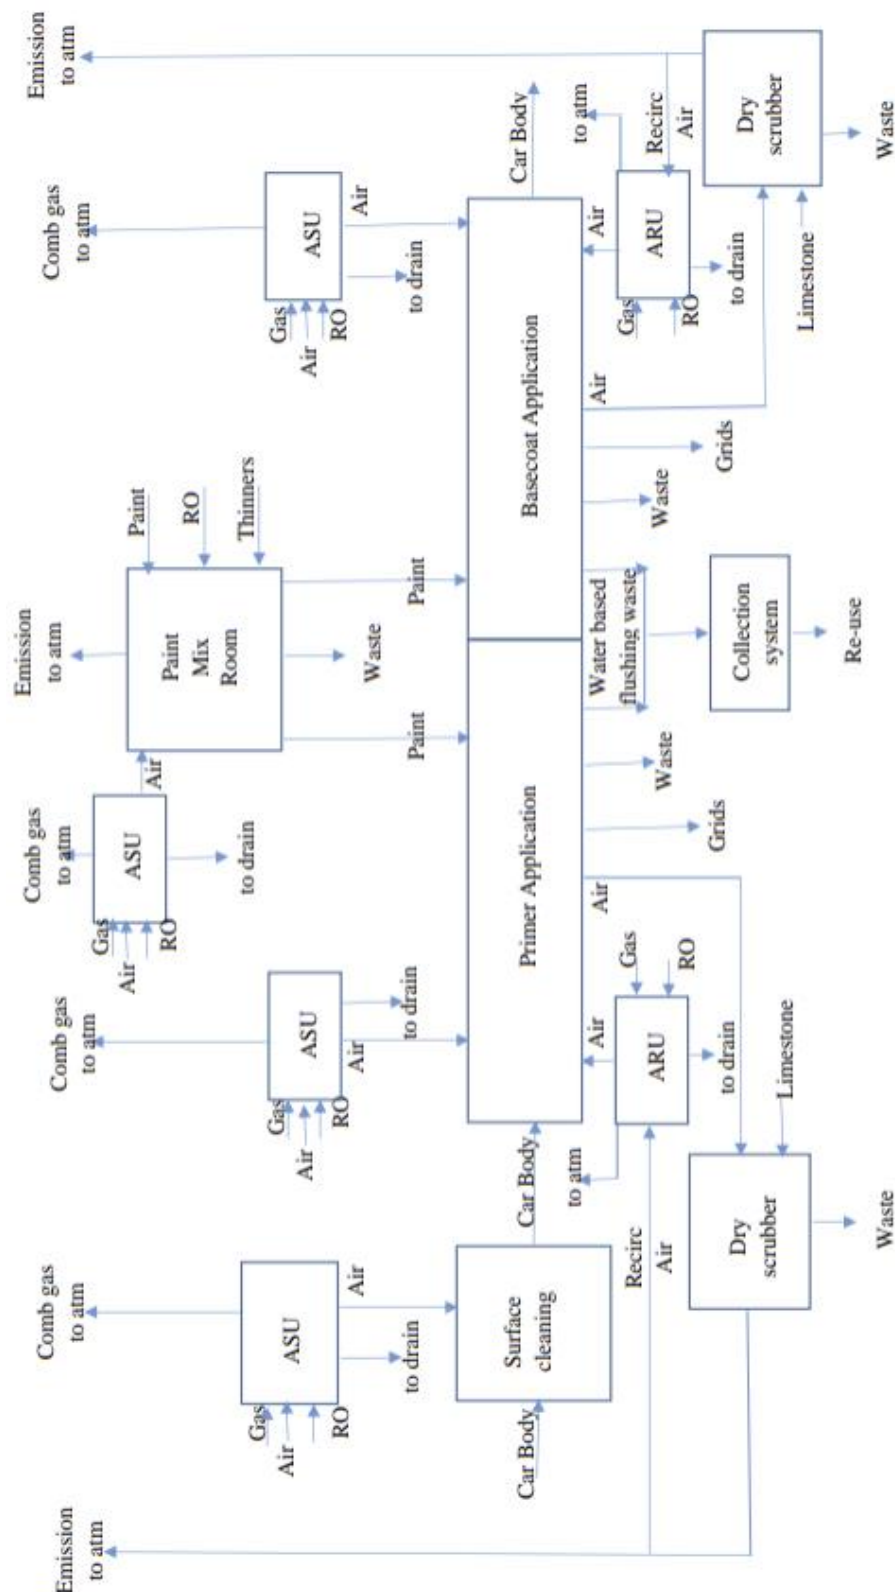 Emission
to atm
Comb gas
to atm
Comb gas
to atm
Comb gas
to atm
Emission
to atm
Comb gas
to atm
Emission
to atm
Gas
Air
RO
ASU
Air
to drain
Paint
Mix
Room
Paint
RO
Thinners
Waste
Gas
Air
RO
ASU
Air
to drain
Gas
Air
RO
ASU
Air
to drain
Gas
Air
RO
ASU
Air
to drain
Paint
Paint
Car Body
Surface
cleaning
Car Body
Primer Application
Basecoat Application
Car Body
to atm
Air
Air
Water based
flushing waste
Air
Air
to atm
Recirc
Air
ARU
Gas
RO
to drain
Grids
Waste
Waste
Grids
Gas
RO
ARU
to drain
Recirc
Air
Dry
scrubber
Limestone
Collection
system
Limestone
Dry
scrubber
Waste
Re-use
Waste